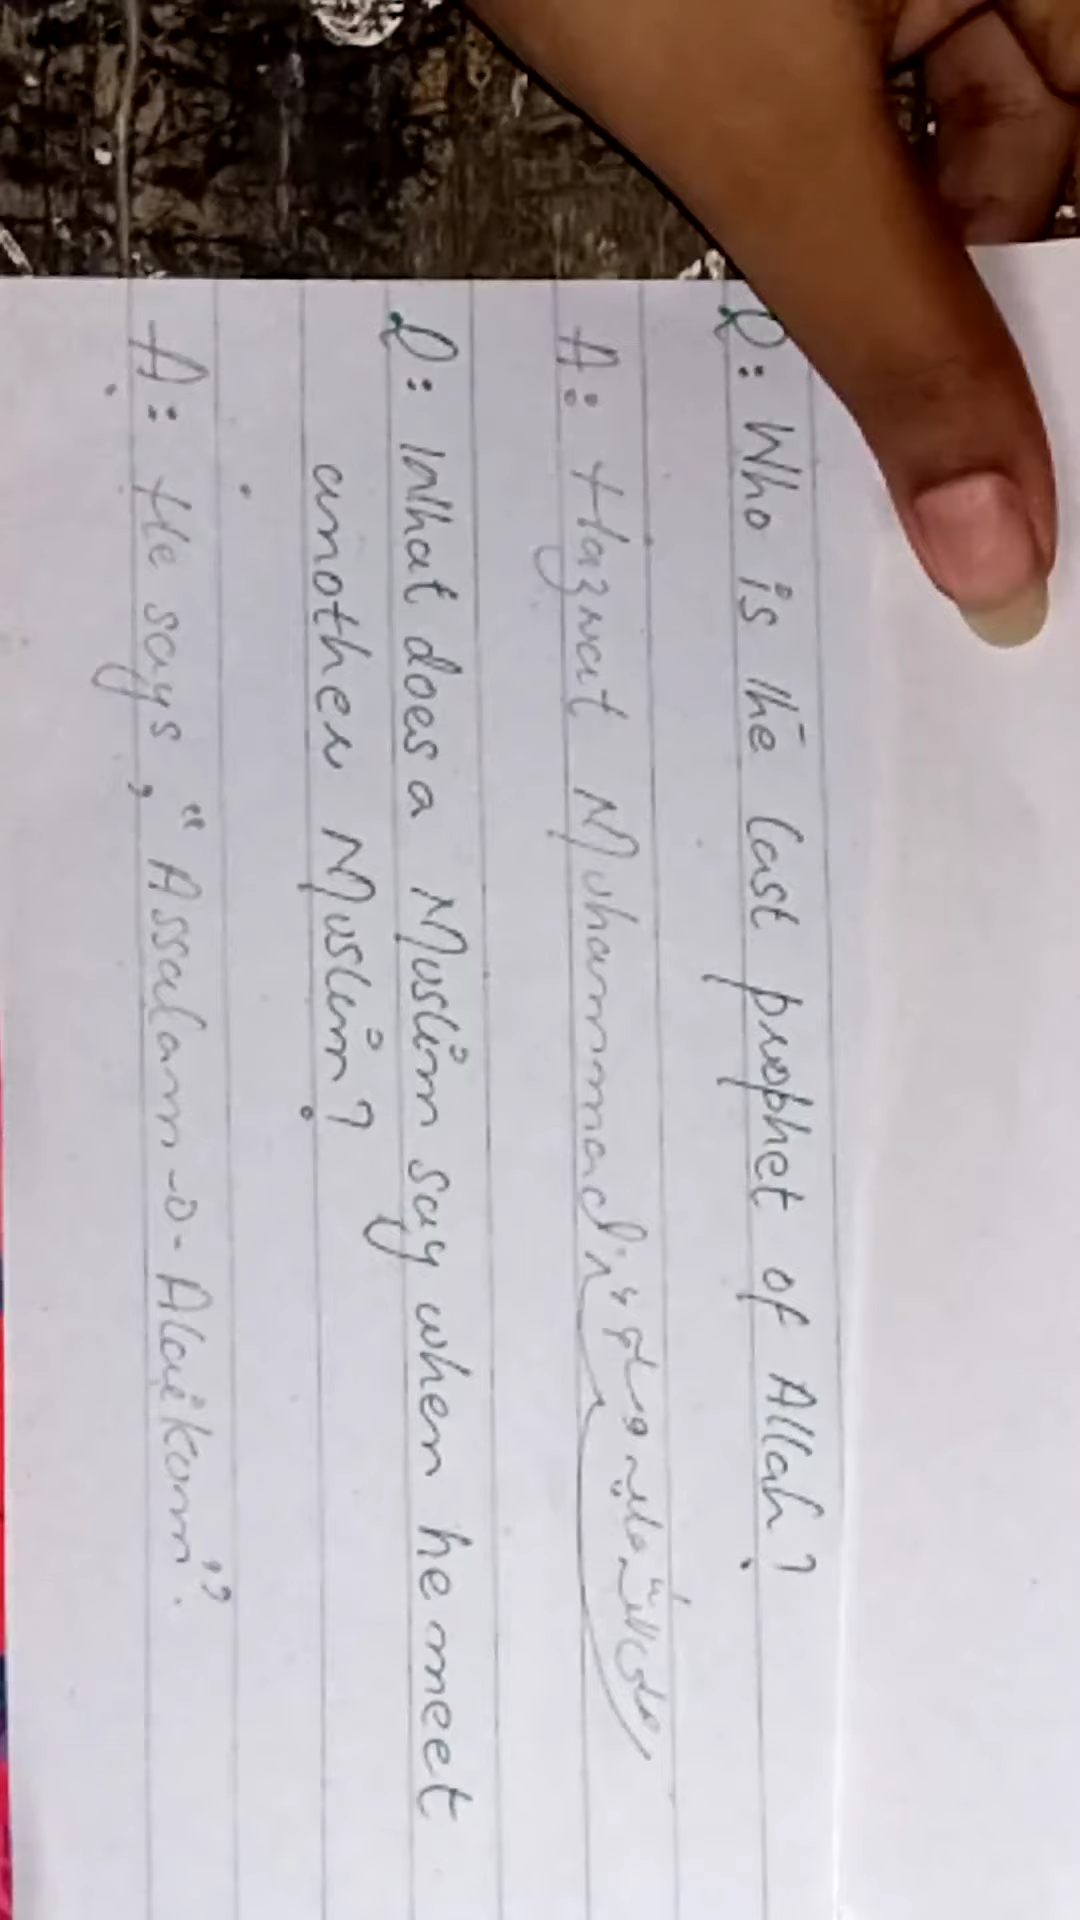 Q: Who is the last prophet of Allah?
A: Hazrat Muhammad
Q: What does a Muslim say when he meet
another Muslim?
A: He says, "Assalam-o-Alaikom".